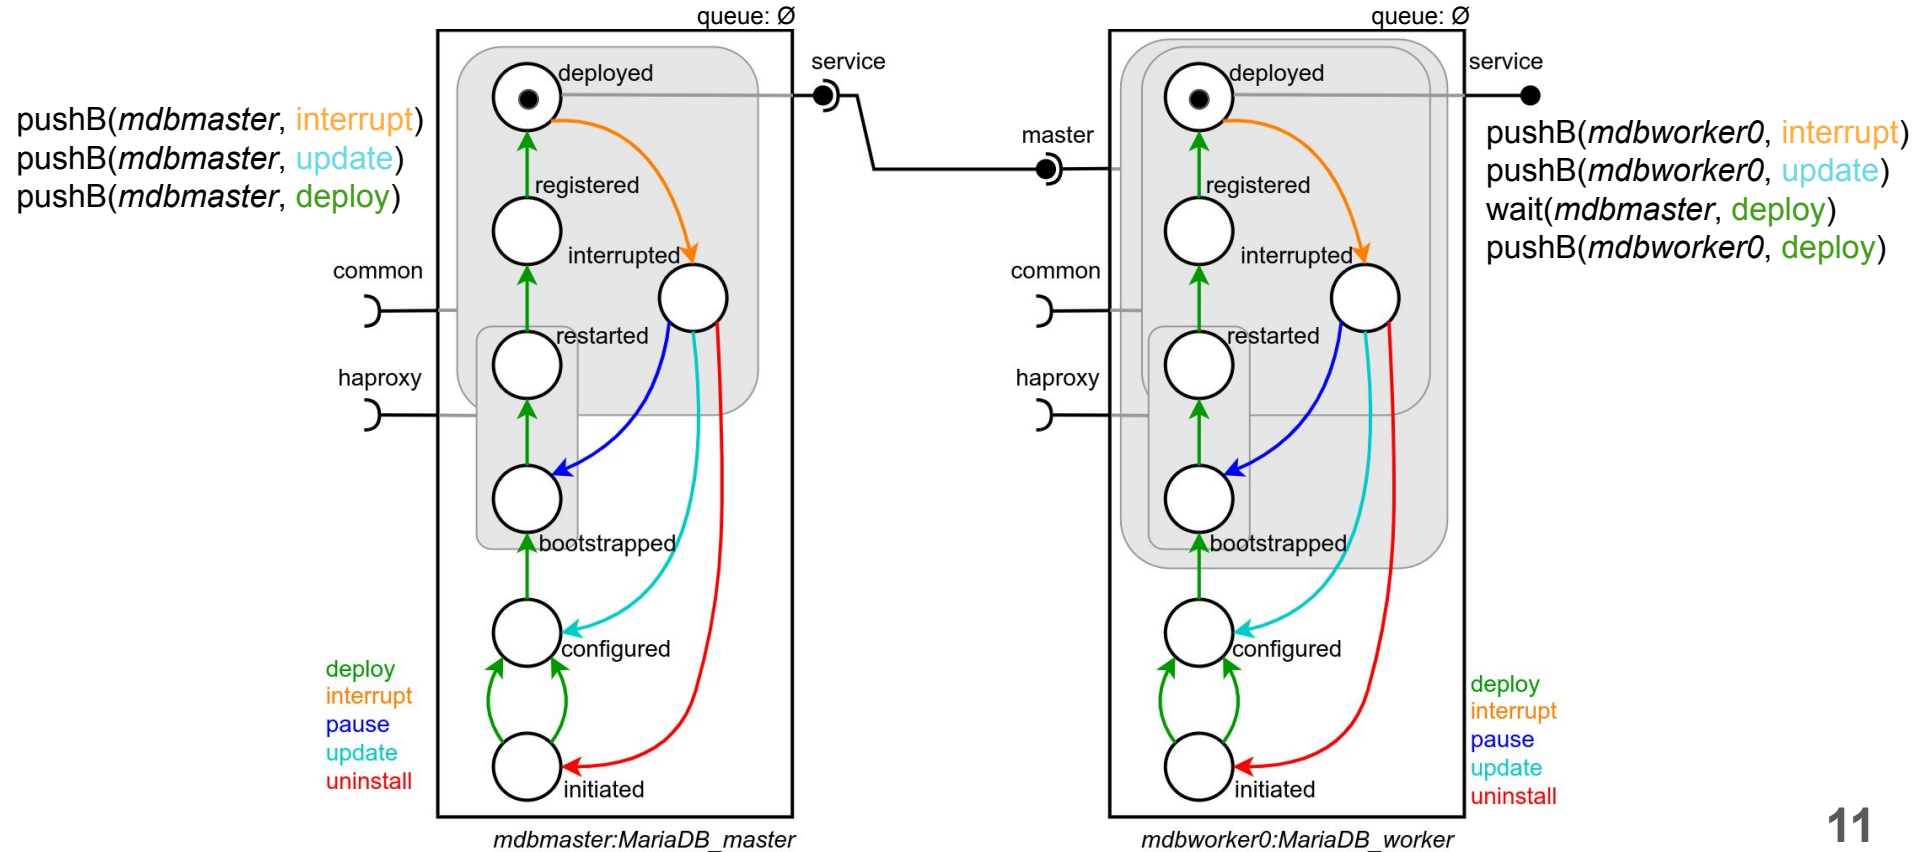 queue: Ø
service
pushB(mdbmaster, interrupt)
pushB(mdbmaster, update)
pushB(mdbmaster, deploy)
deployed
registered
interrupted
common
restarted
haproxy
bootstrapped
configured
deploy
interrupt
pause
update
uninstall
initiated
mdbmaster:MariaDB_master
queue: Ø
service
master
deployed
registered
interrupted
common
restarted
haproxy
bootstrapped
configured
initiated
pushB(mdbworker0, interrupt)
pushB(mdbworker0, update)
wait(mdbmaster, deploy)
pushB(mdbworker0, deploy)
deploy
interrupt
pause
update
uninstall
mdbworker0:MariaDB_worker
11